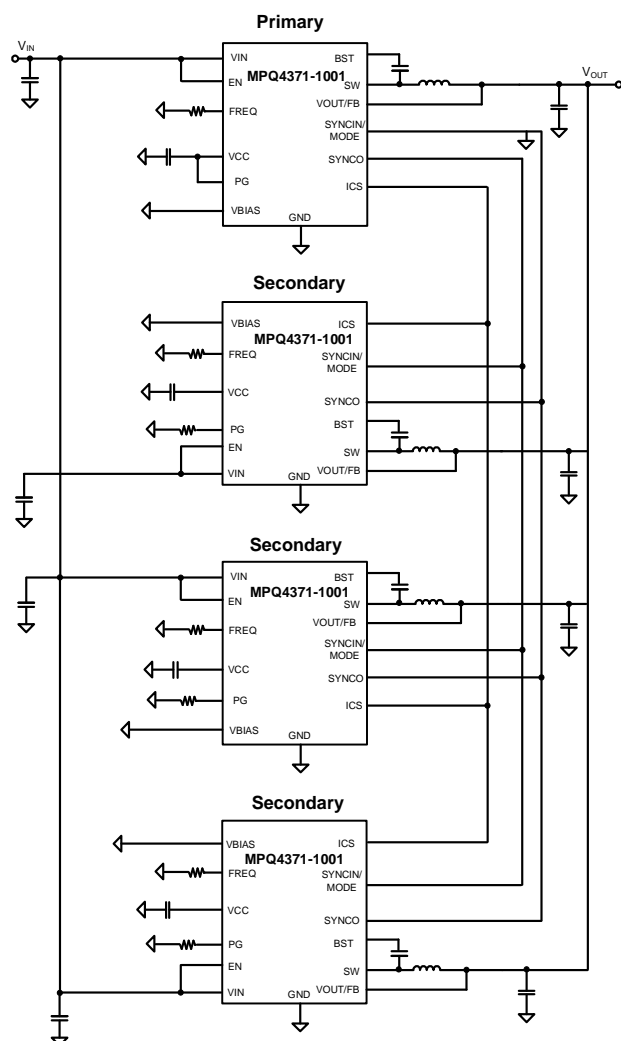 Primary
V_IN
VIN
MPQ4371-1001
EN
FREQ
VCC
PG
VBIAS
GND
BST
SW
VOUT/FB
SYNCIN/
MODE
SYNCO
ICS
V_OUT
Secondary
VBIAS
MPQ4371-1001
FREQ
VCC
PG
EN
VIN
GND
ICS
SYNCIN/
MODE
SYNCO
BST
SW
VOUT/FB
Secondary
VIN
MPQ4371-1001
EN
FREQ
VCC
PG
VBIAS
GND
BST
SW
VOUT/FB
SYNCIN/
MODE
SYNCO
ICS
Secondary
VBIAS
MPQ4371-1001
FREQ
VCC
PG
EN
VIN
GND
ICS
SYNCIN/
MODE
SYNCO
BST
SW
VOUT/FB